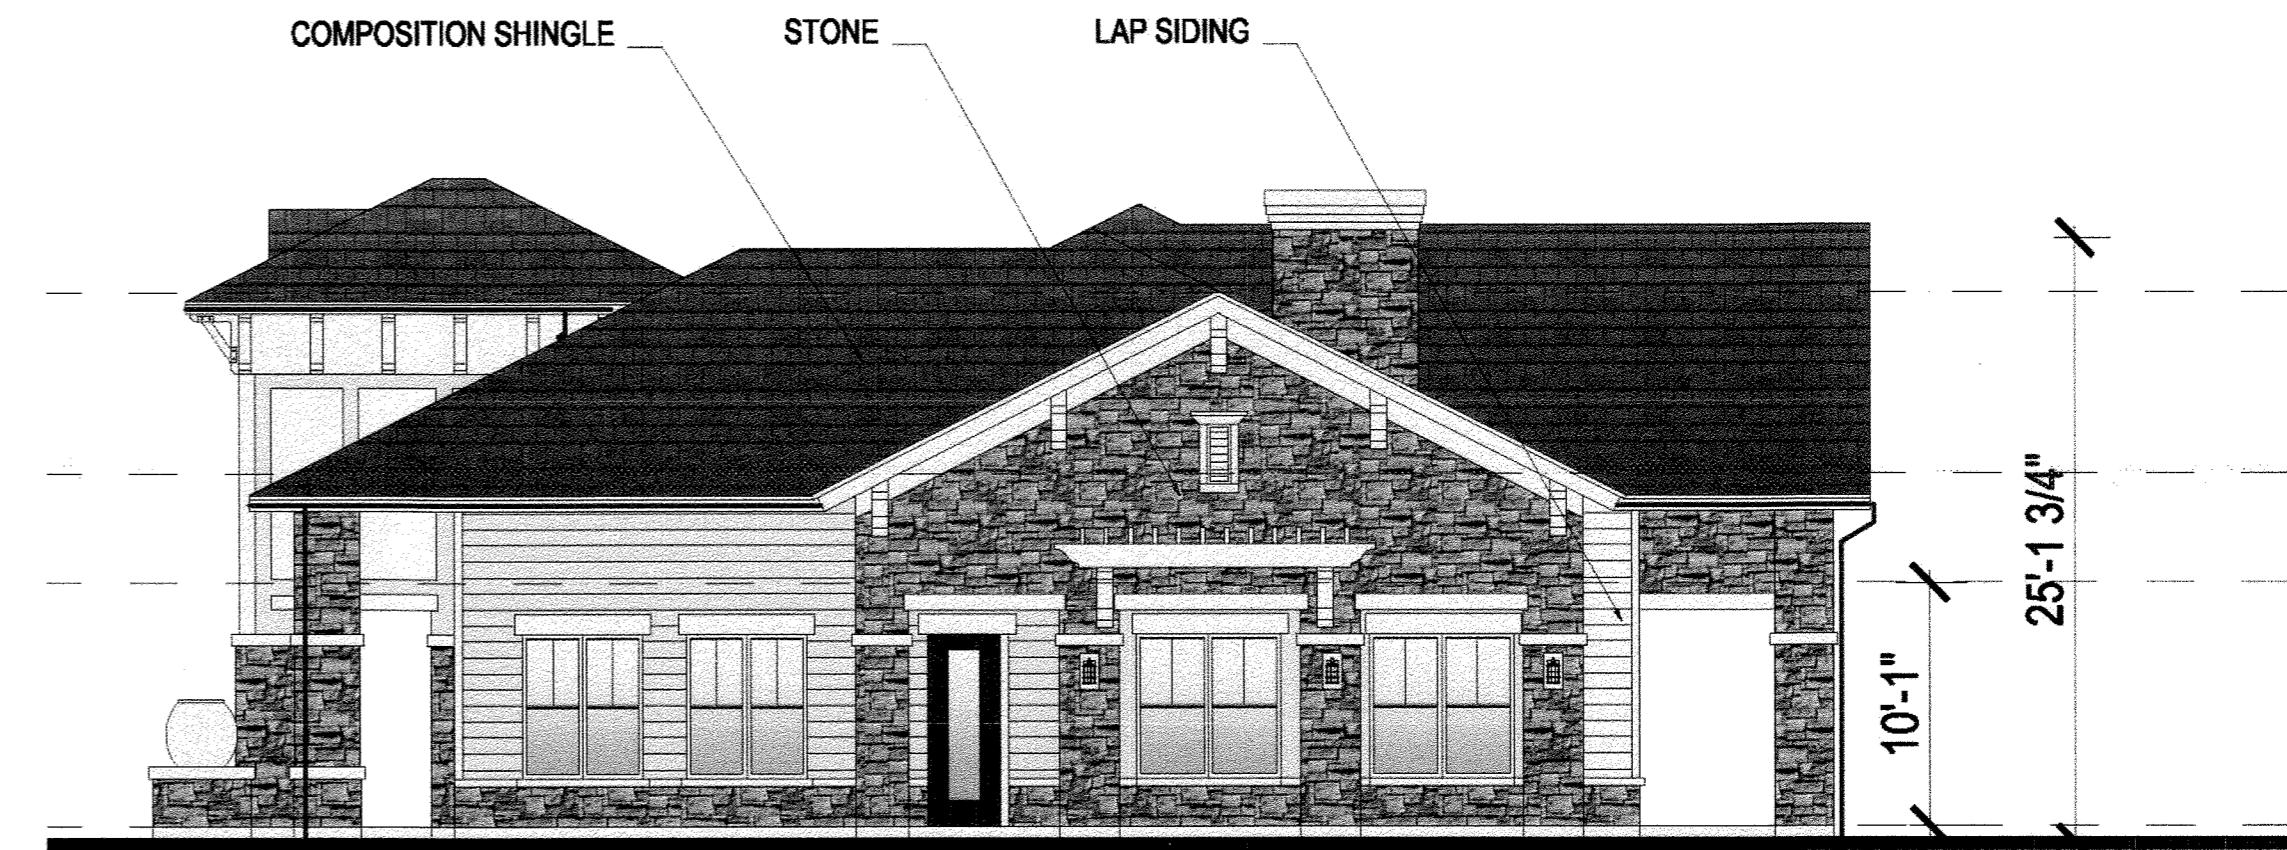 COMPOSITION SHINGLE
STONE
LAP SIDING
25'-1 3/4"
10'-1"